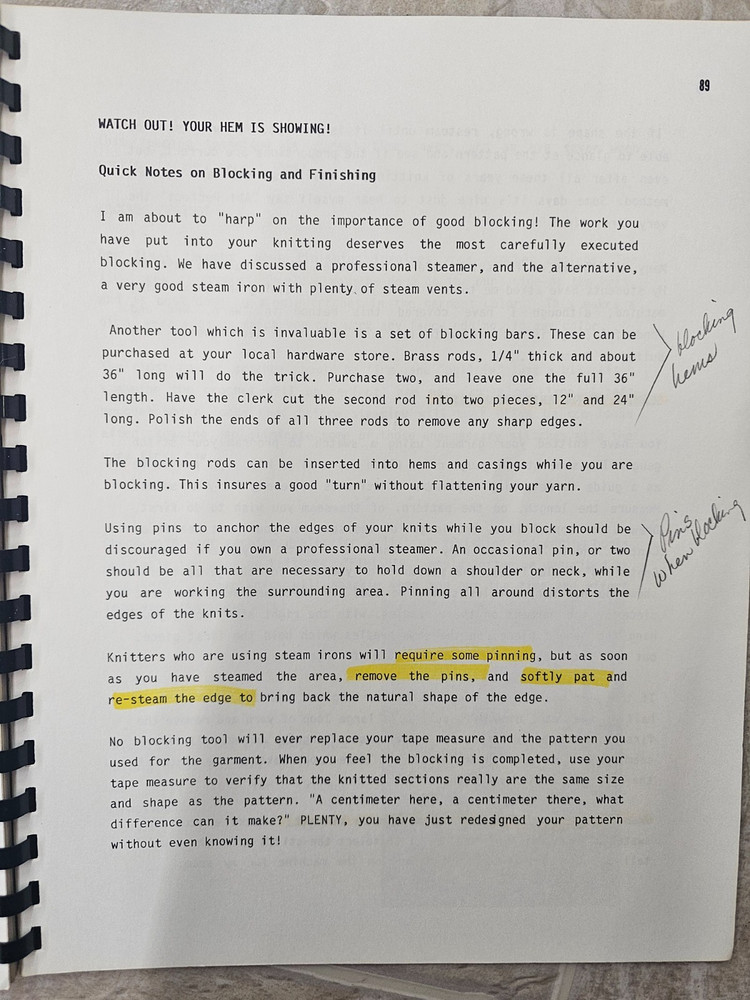 89
WATCH OUT! YOUR HEM IS SHOWING!
Quick Notes on Blocking and Finishing
I am about to "harp" on the importance of good blocking! The work you
have put into your knitting deserves the most carefully executed
blocking. We have discussed a professional steamer, and the alternative,
a very good steam iron with plenty of steam vents.
Another tool which is invaluable is a set of blocking bars. These can be
purchased at your local hardware store. Brass rods, 1/4" thick and about
36" long will do the trick. Purchase two, and leave one the full 36"
length. Have the clerk cut the second rod into two pieces, 12" and 24"
long. Polish the ends of all three rods to remove any sharp edges.
blocking
hems
The blocking rods can be inserted into hems and casings while you are
blocking. This insures a good "turn" without flattening your yarn.
Using pins to anchor the edges of your knits while you block should be
discouraged if you own a professional steamer. An occasional pin, or two
should be all that are necessary to hold down a shoulder or neck, while
you are working the surrounding area. Pinning all around distorts the
edges of the knits.
Pins
when blocking
Knitters who are using steam irons will require some pinning, but as soon
as you have steamed the area, remove the pins, and softly pat and
re-steam the edge to bring back the natural shape of the edge.
No blocking tool will ever replace your tape measure and the pattern you
used for the garment. When you feel the blocking is completed, use your
tape measure to verify that the knitted sections really are the same size
and shape as the pattern. "A centimeter here, a centimeter there, what
difference can it make?" PLENTY, you have just redesigned your pattern
without even knowing it!